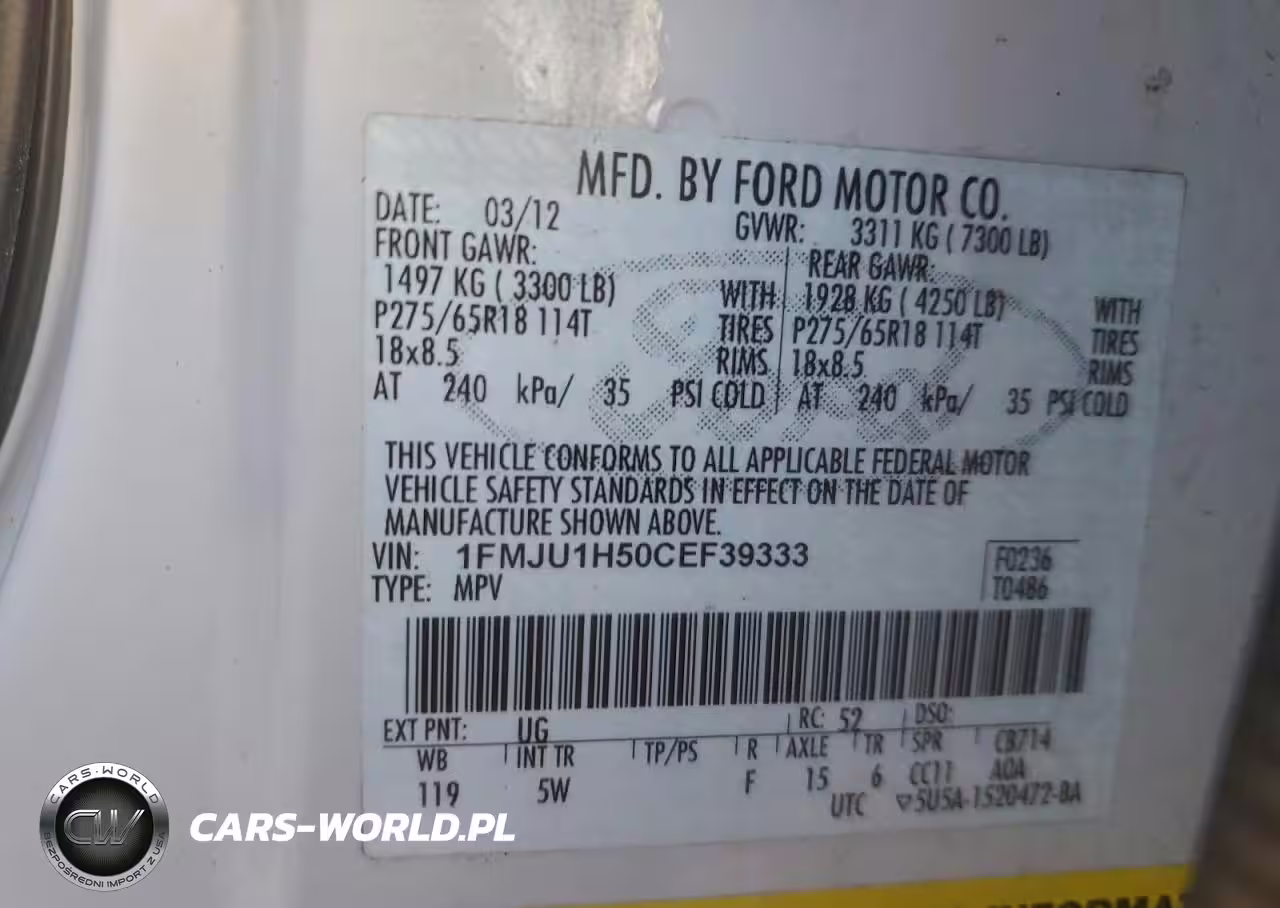 MFD. BY FORD MOTOR CO.
DATE: 03/12 GVWR: 3311 KG ( 7300 LB)
FRONT GAWR: REAR GAWR:
1497 KG ( 3300 LB) WITH 1928 KG ( 4250 LB) WITH
P275/65R18 114T TIRES P275/65R18 114T TIRES
18x8.5 RIMS 18x8.5 RIMS
AT 240 kPa/ 35 PSI COLD AT 240 kPa/ 35 PSI COLD
THIS VEHICLE CONFORMS TO ALL APPLICABLE FEDERAL MOTOR
VEHICLE SAFETY STANDARDS IN EFFECT ON THE DATE OF
MANUFACTURE SHOWN ABOVE.
VIN: 1FMJU1H50CEF39333 F0236
TYPE: MPV T0486
EXT PNT: UG RC: 52 DSO:
WB INT TR TP/PS R AXLE TR SPR CB714
119 5W F 15 6 CC11 AOA
UTC ▽5U5A-1520472-BA
CARS-WORLD
CW
BEZPOŚREDNI IMPORT Z USA
CARS-WORLD.PL